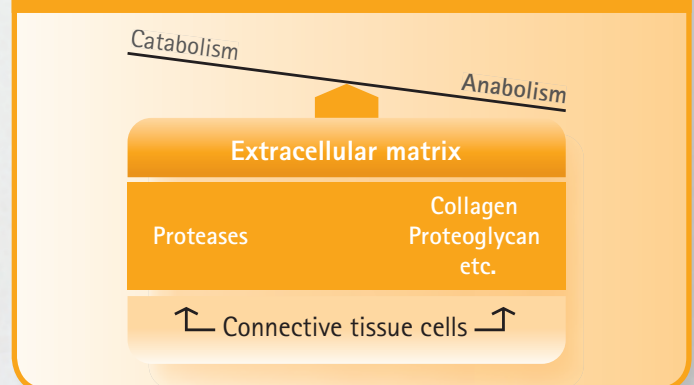 Catabolism
Anabolism
Extracellular matrix
Proteases
Collagen
Proteoglycan
etc.
Connective tissue cells